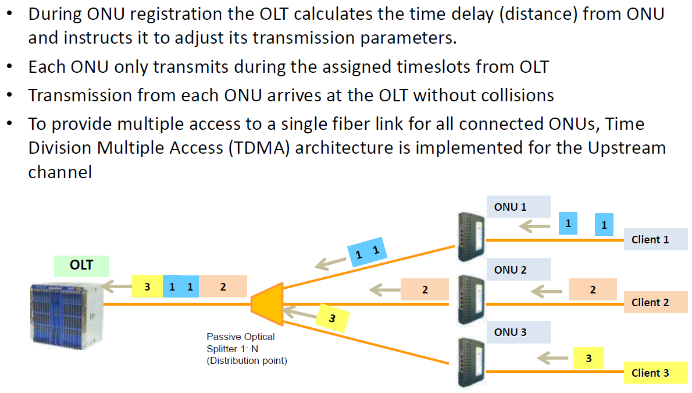 • During ONU registration the OLT calculates the time delay (distance) from ONU
and instructs it to adjust its transmission parameters.
• Each ONU only transmits during the assigned timeslots from OLT
• Transmission from each ONU arrives at the OLT without collisions
• To provide multiple access to a single fiber link for all connected ONUs, Time
Division Multiple Access (TDMA) architecture is implemented for the Upstream
channel
ONU 1
1 1
Client 1
1 1
OLT
ONU 2
3 1 1 2
2
2
Client 2
3
Passive Optical
Splitter 1: N
(Distribution point)
ONU 3
3
Client 3